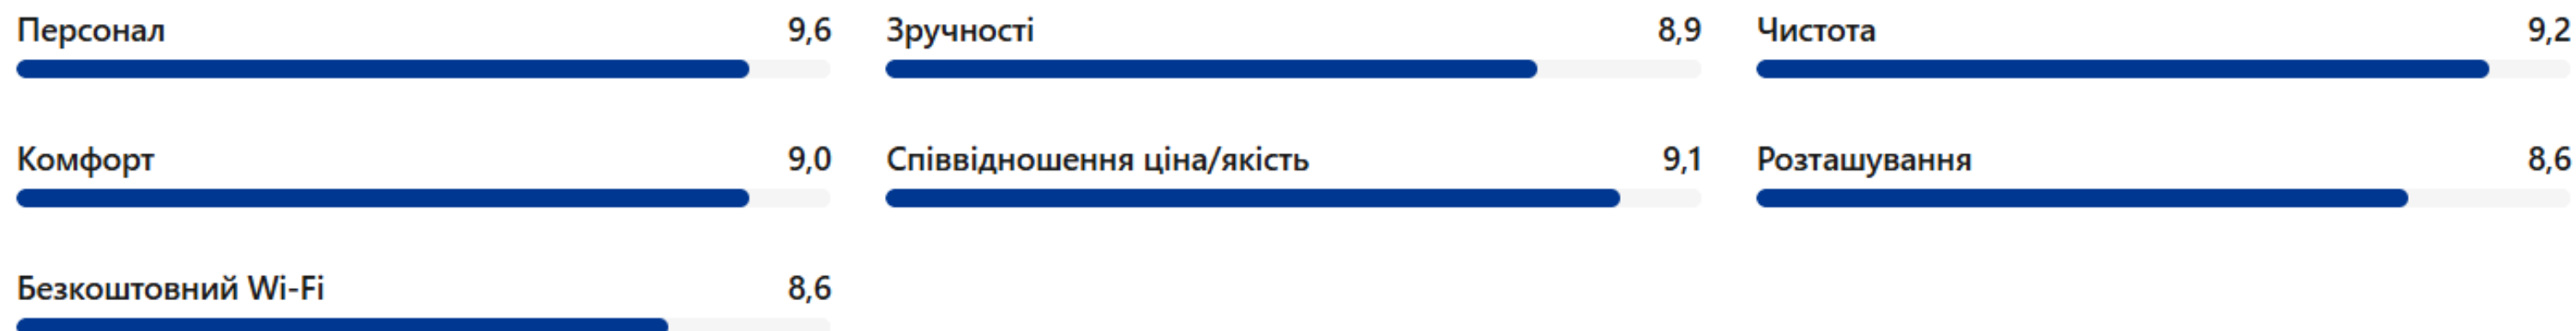 Персонал 9,6 Зручності 8,9 Чистота 9,2
Комфорт 9,0 Співвідношення ціна/якість 9,1 Розташування 8,6
Безкоштовний Wi-Fi 8,6